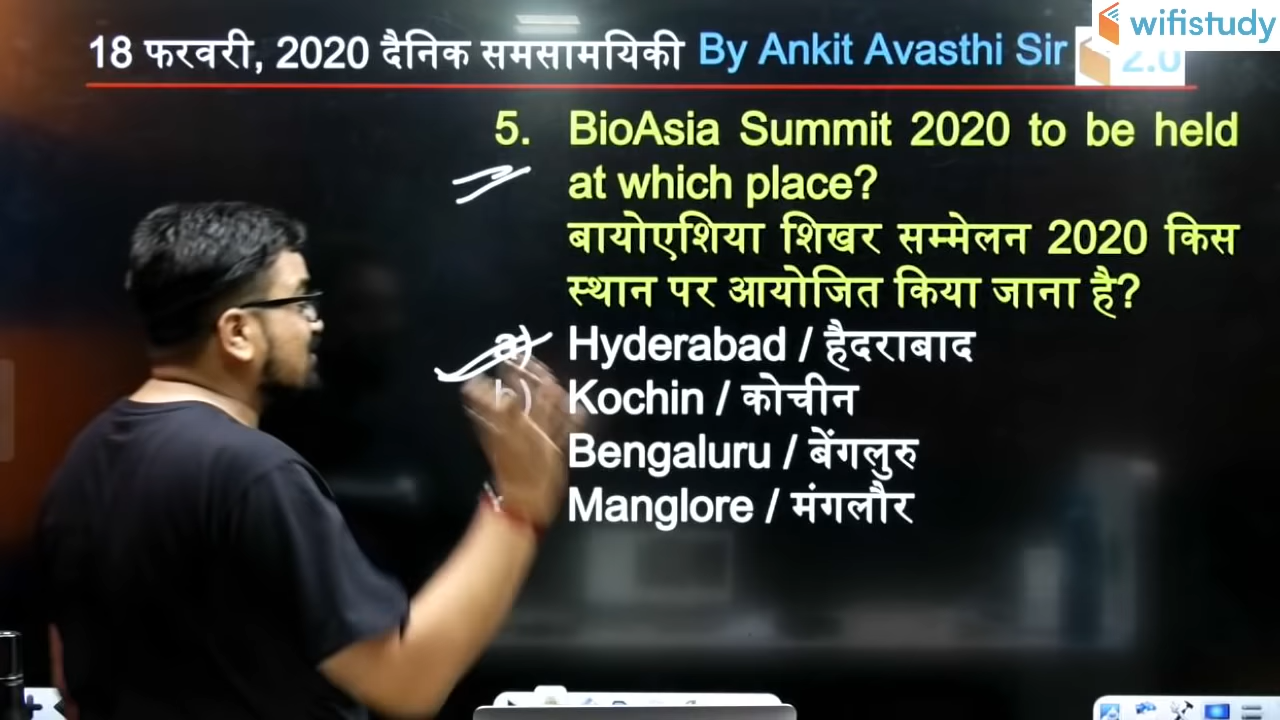 wifistudy
18 फरवरी, 2020 दैनिक समसामयिकी By Ankit Avasthi Sir 2.0
5. BioAsia Summit 2020 to be held
at which place?
बायोएशिया शिखर सम्मेलन 2020 किस
स्थान पर आयोजित किया जाना है?
a) Hyderabad / हैदराबाद
b) Kochin / कोचीन
Bengaluru / बेंगलुरु
Manglore / मंगलौर